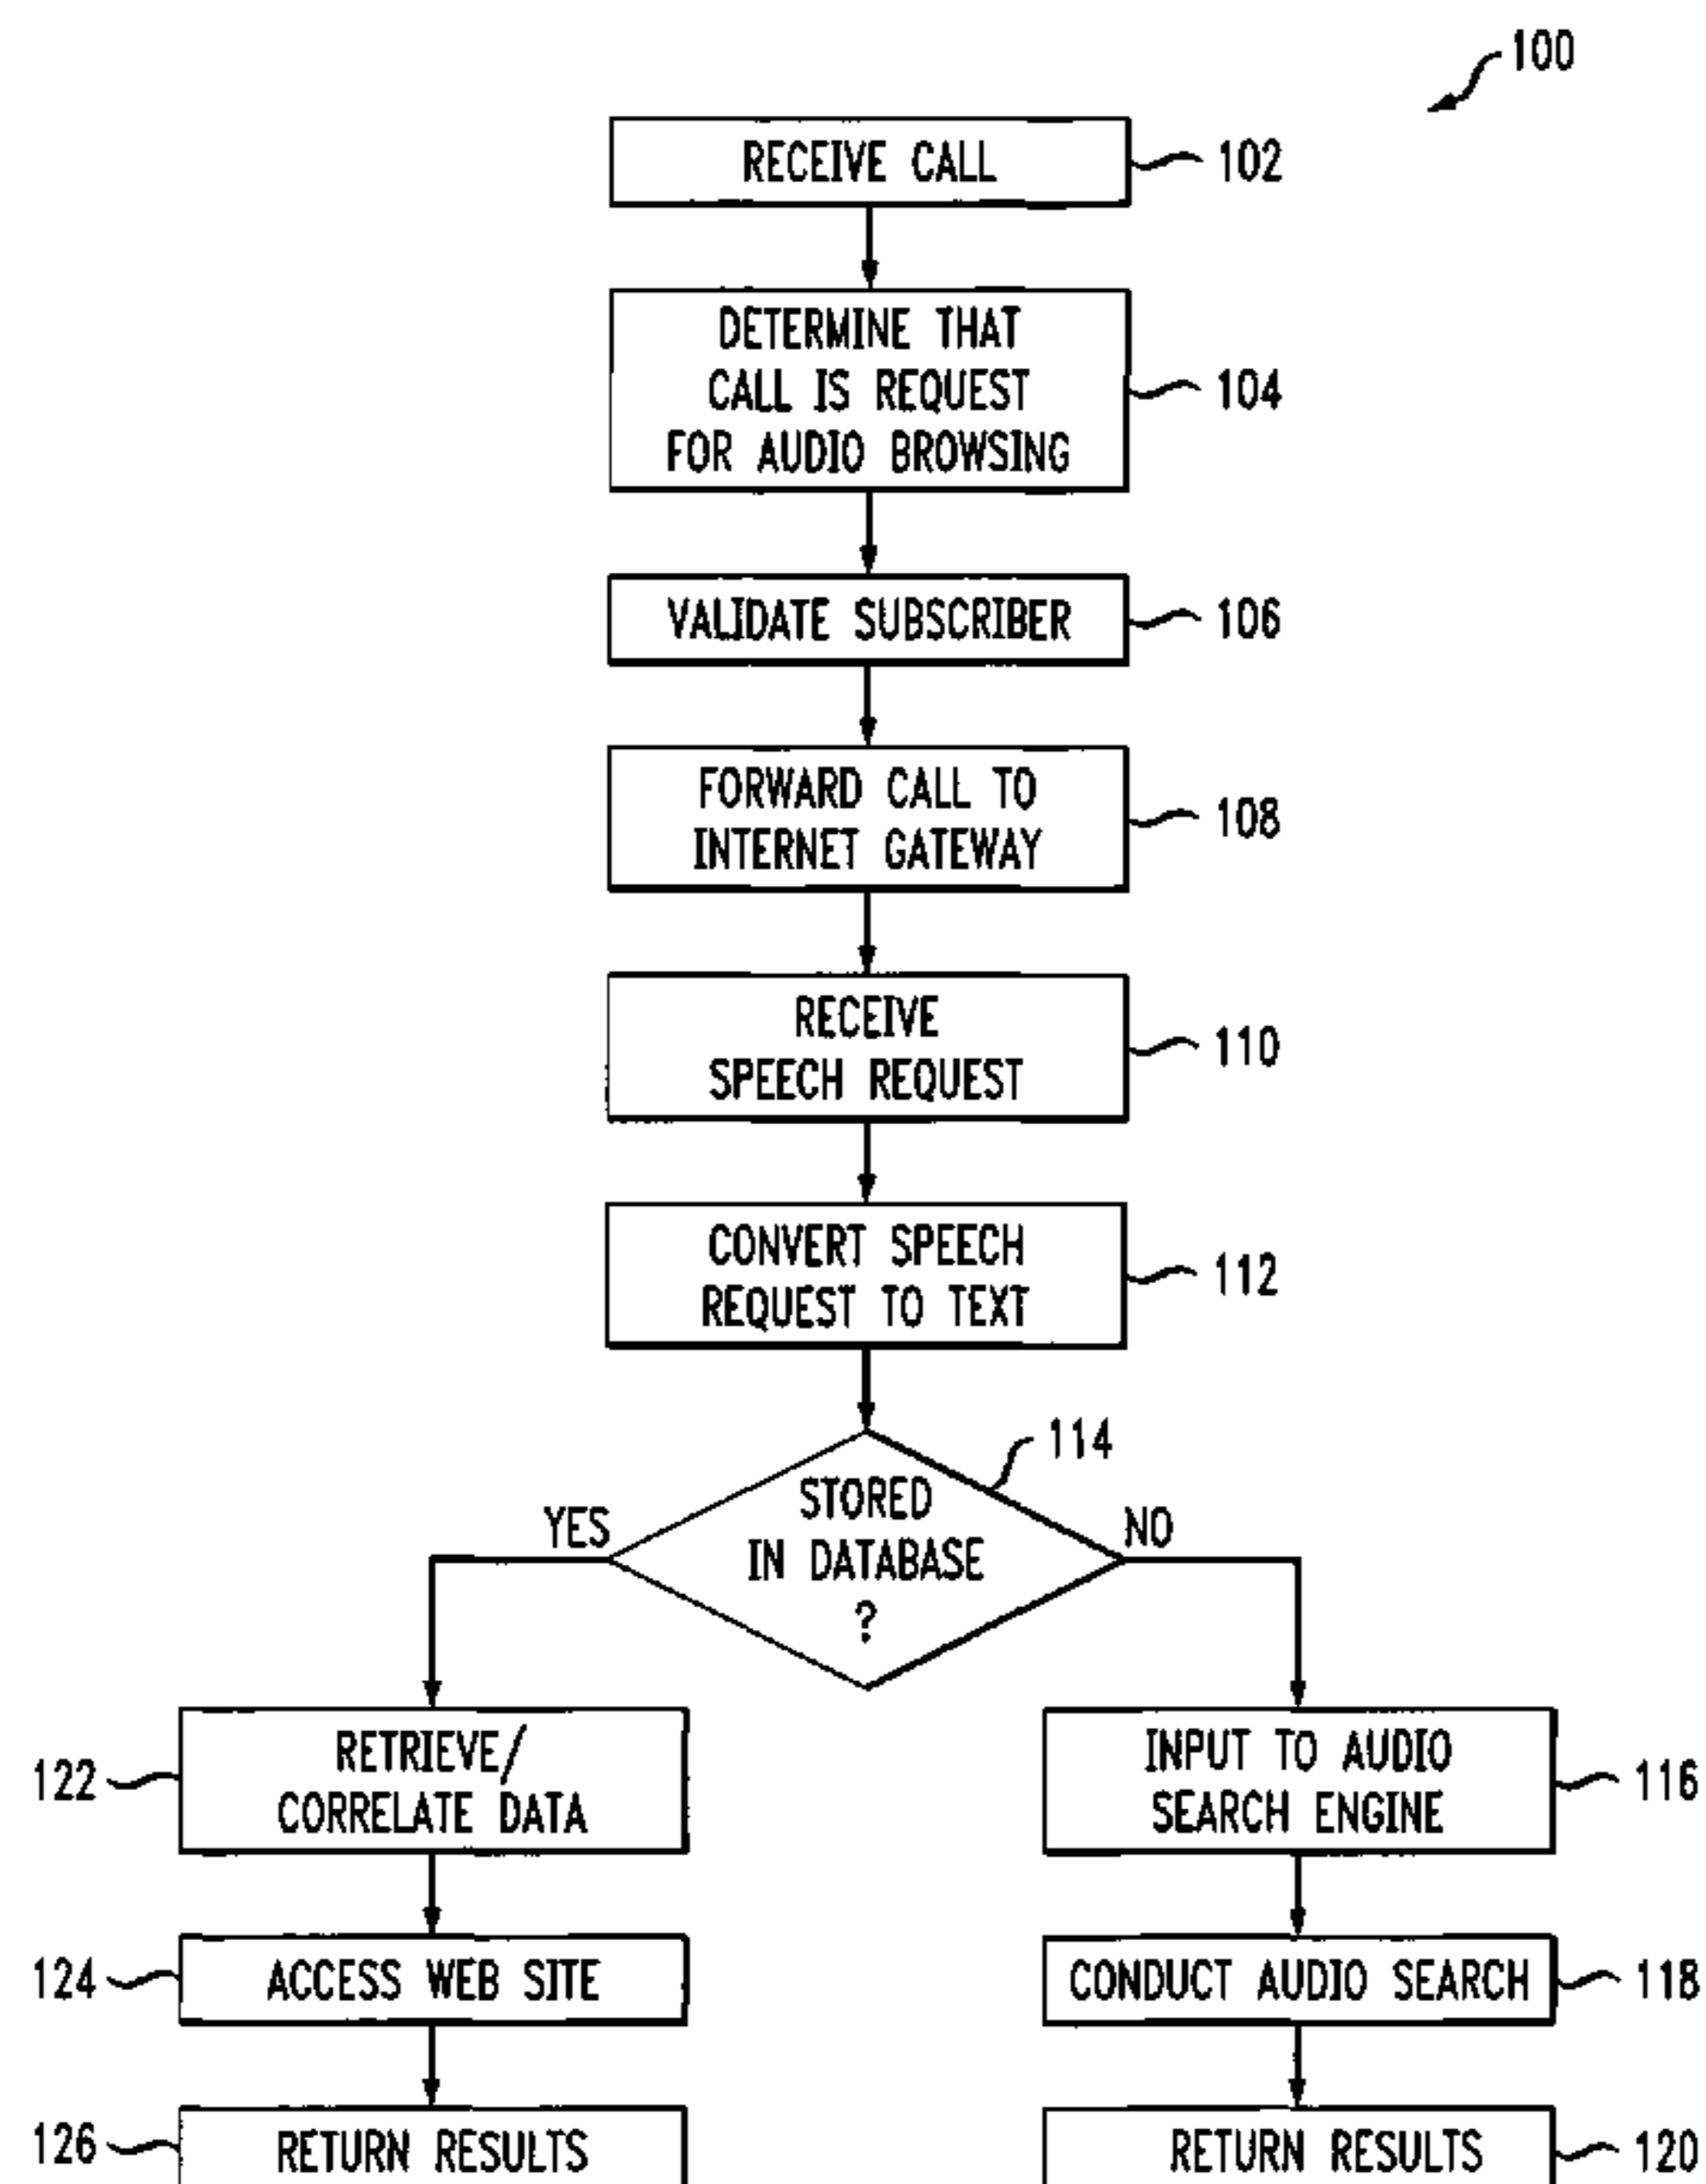 100
RECEIVE CALL
102
DETERMINE THAT
CALL IS REQUEST
FOR AUDIO BROWSING
104
VALIDATE SUBSCRIBER
106
FORWARD CALL TO
INTERNET GATEWAY
108
RECEIVE
SPEECH REQUEST
110
CONVERT SPEECH
REQUEST TO TEXT
112
114
STORED
IN DATABASE
?
YES
NO
122
RETRIEVE/
CORRELATE DATA
INPUT TO AUDIO
SEARCH ENGINE
116
124
ACCESS WEB SITE
CONDUCT AUDIO SEARCH
118
126
RETURN RESULTS
RETURN RESULTS
120